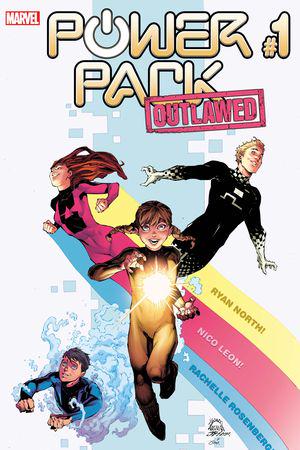 MARVEL
POWER
PACK #1
OUTLAWED
RYAN NORTH!
NICO LEON!
RACHELLE ROSENBERG!